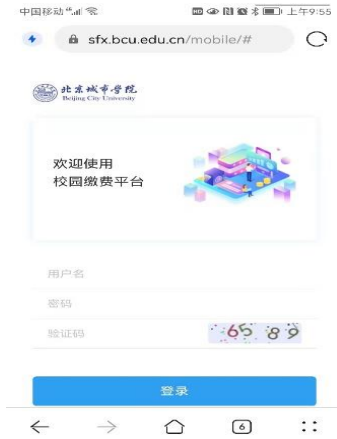 中国移动 上午9:55
sfx.bcu.edu.cn/mobile/#
北京城市学院
Beijing City University
欢迎使用
校园缴费平台
用户名
密码
验证码 6589
登录
6